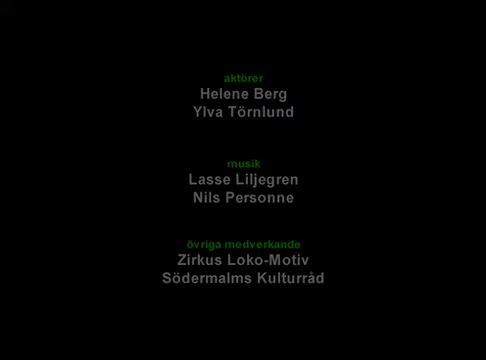 aktörer
Helene Berg
Ylva Törnlund
musik
Lasse Liljegren
Nils Personne
övriga medverkande
Zirkus Loko-Motiv
Södermalms Kulturråd